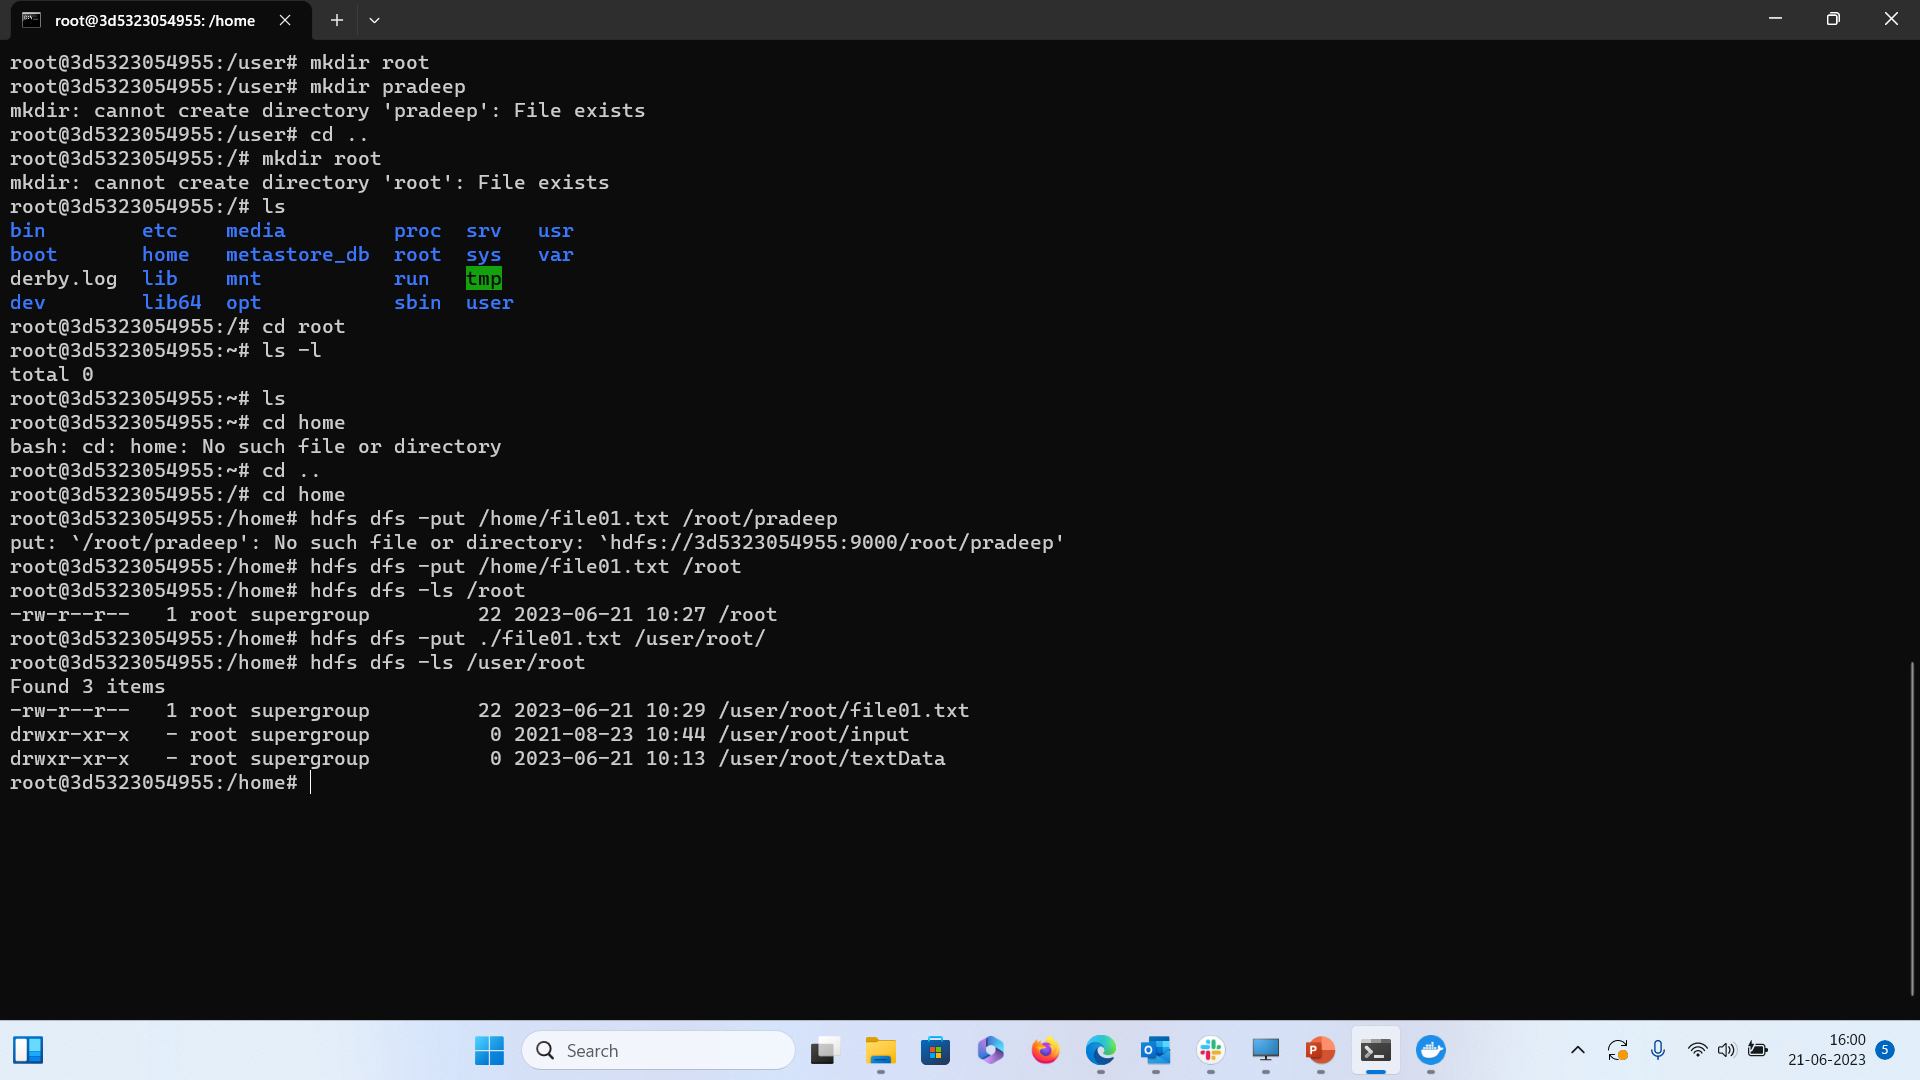 root@3d5323054955: /home
root@3d5323054955:/user# mkdir root
root@3d5323054955:/user# mkdir pradeep
mkdir: cannot create directory 'pradeep': File exists
root@3d5323054955:/user# cd ..
root@3d5323054955:/# mkdir root
mkdir: cannot create directory 'root': File exists
root@3d5323054955:/# ls
bin        etc    media         proc  srv   usr
boot       home   metastore_db  root  sys   var
derby.log  lib    mnt           run   tmp
dev        lib64  opt           sbin  user
root@3d5323054955:/# cd root
root@3d5323054955:~# ls -l
total 0
root@3d5323054955:~# ls
root@3d5323054955:~# cd home
bash: cd: home: No such file or directory
root@3d5323054955:~# cd ..
root@3d5323054955:/# cd home
root@3d5323054955:/home# hdfs dfs -put /home/file01.txt /root/pradeep
put: `/root/pradeep': No such file or directory: `hdfs://3d5323054955:9000/root/pradeep'
root@3d5323054955:/home# hdfs dfs -put /home/file01.txt /root
root@3d5323054955:/home# hdfs dfs -ls /root
-rw-r--r--   1 root supergroup         22 2023-06-21 10:27 /root
root@3d5323054955:/home# hdfs dfs -put ./file01.txt /user/root/
root@3d5323054955:/home# hdfs dfs -ls /user/root
Found 3 items
-rw-r--r--   1 root supergroup         22 2023-06-21 10:29 /user/root/file01.txt
drwxr-xr-x   - root supergroup          0 2021-08-23 10:44 /user/root/input
drwxr-xr-x   - root supergroup          0 2023-06-21 10:13 /user/root/textData
root@3d5323054955:/home#
Search
16:00
21-06-2023
5